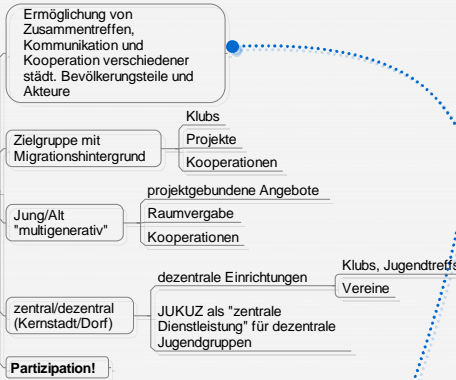 Ermöglichung von
Zusammentreffen,
Kommunikation und
Kooperation verschiedener
städt. Bevölkerungsteile und
Akteure
Zielgruppe mit
Migrationshintergrund
Klubs
Projekte
Kooperationen
Jung/Alt
"multigenerativ"
projektgebundene Angebote
Raumvergabe
Kooperationen
zentral/dezentral
(Kernstadt/Dorf)
dezentrale Einrichtungen
Klubs, Jugendtreffs
Vereine
JUKUZ als "zentrale
Dienstleistung" für dezentrale
Jugendgruppen
Partizipation!